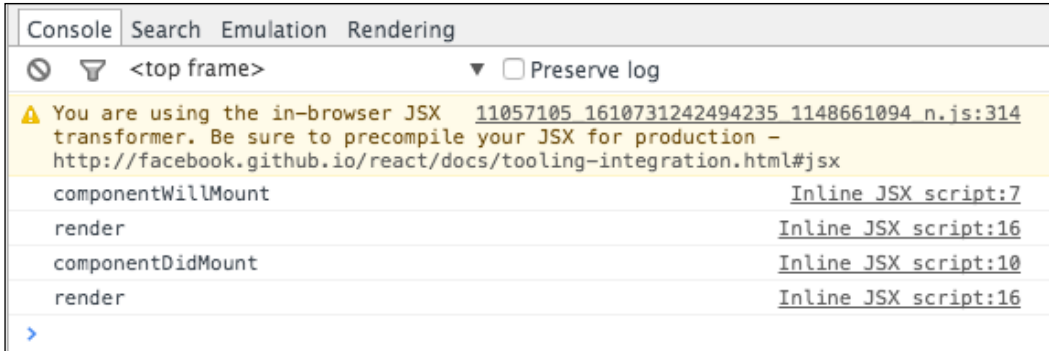 Console Search Emulation Rendering
<top frame> ▼ Preserve log
You are using the in-browser JSX 11057105_1610731242494235_1148661094_n.js:314
transformer. Be sure to precompile your JSX for production –
http://facebook.github.io/react/docs/tooling-integration.html#jsx
componentWillMount Inline JSX script:7
render Inline JSX script:16
componentDidMount Inline JSX script:10
render Inline JSX script:16
>